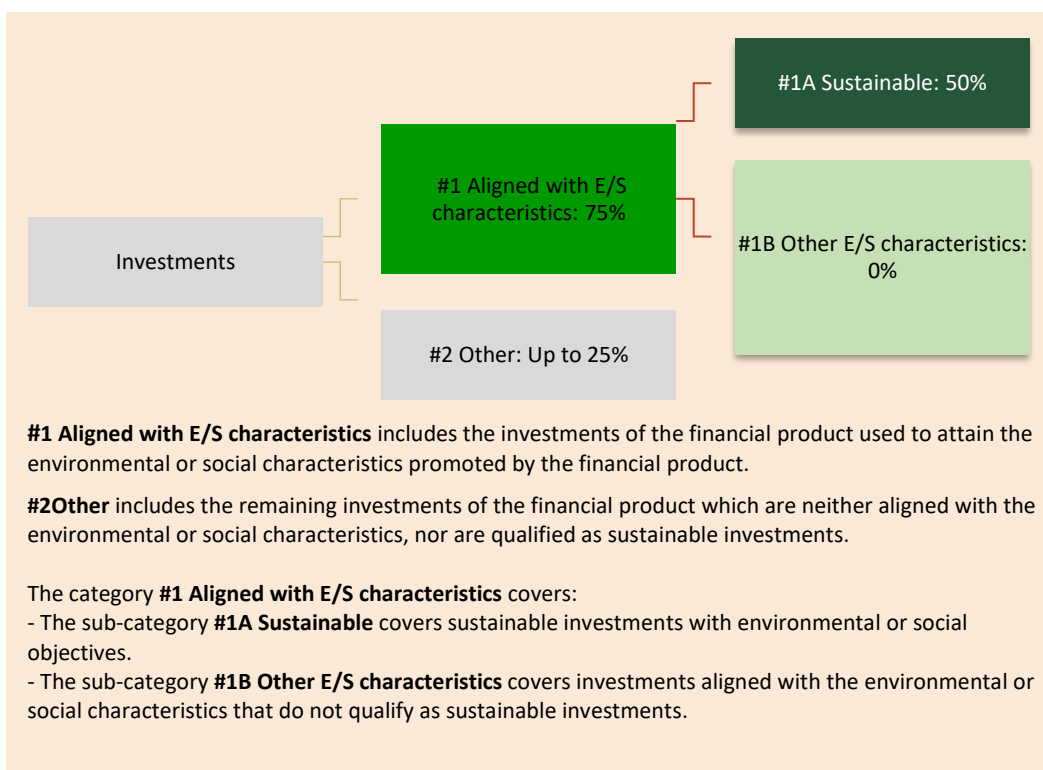 #1A Sustainable: 50%
#1 Aligned with E/S
characteristics: 75%
#1B Other E/S characteristics:
0%
Investments
#2 Other: Up to 25%
#1 Aligned with E/S characteristics includes the investments of the financial product used to attain the
environmental or social characteristics promoted by the financial product.
#2Other includes the remaining investments of the financial product which are neither aligned with the
environmental or social characteristics, nor are qualified as sustainable investments.
The category #1 Aligned with E/S characteristics covers:
- The sub-category #1A Sustainable covers sustainable investments with environmental or social
objectives.
- The sub-category #1B Other E/S characteristics covers investments aligned with the environmental or
social characteristics that do not qualify as sustainable investments.